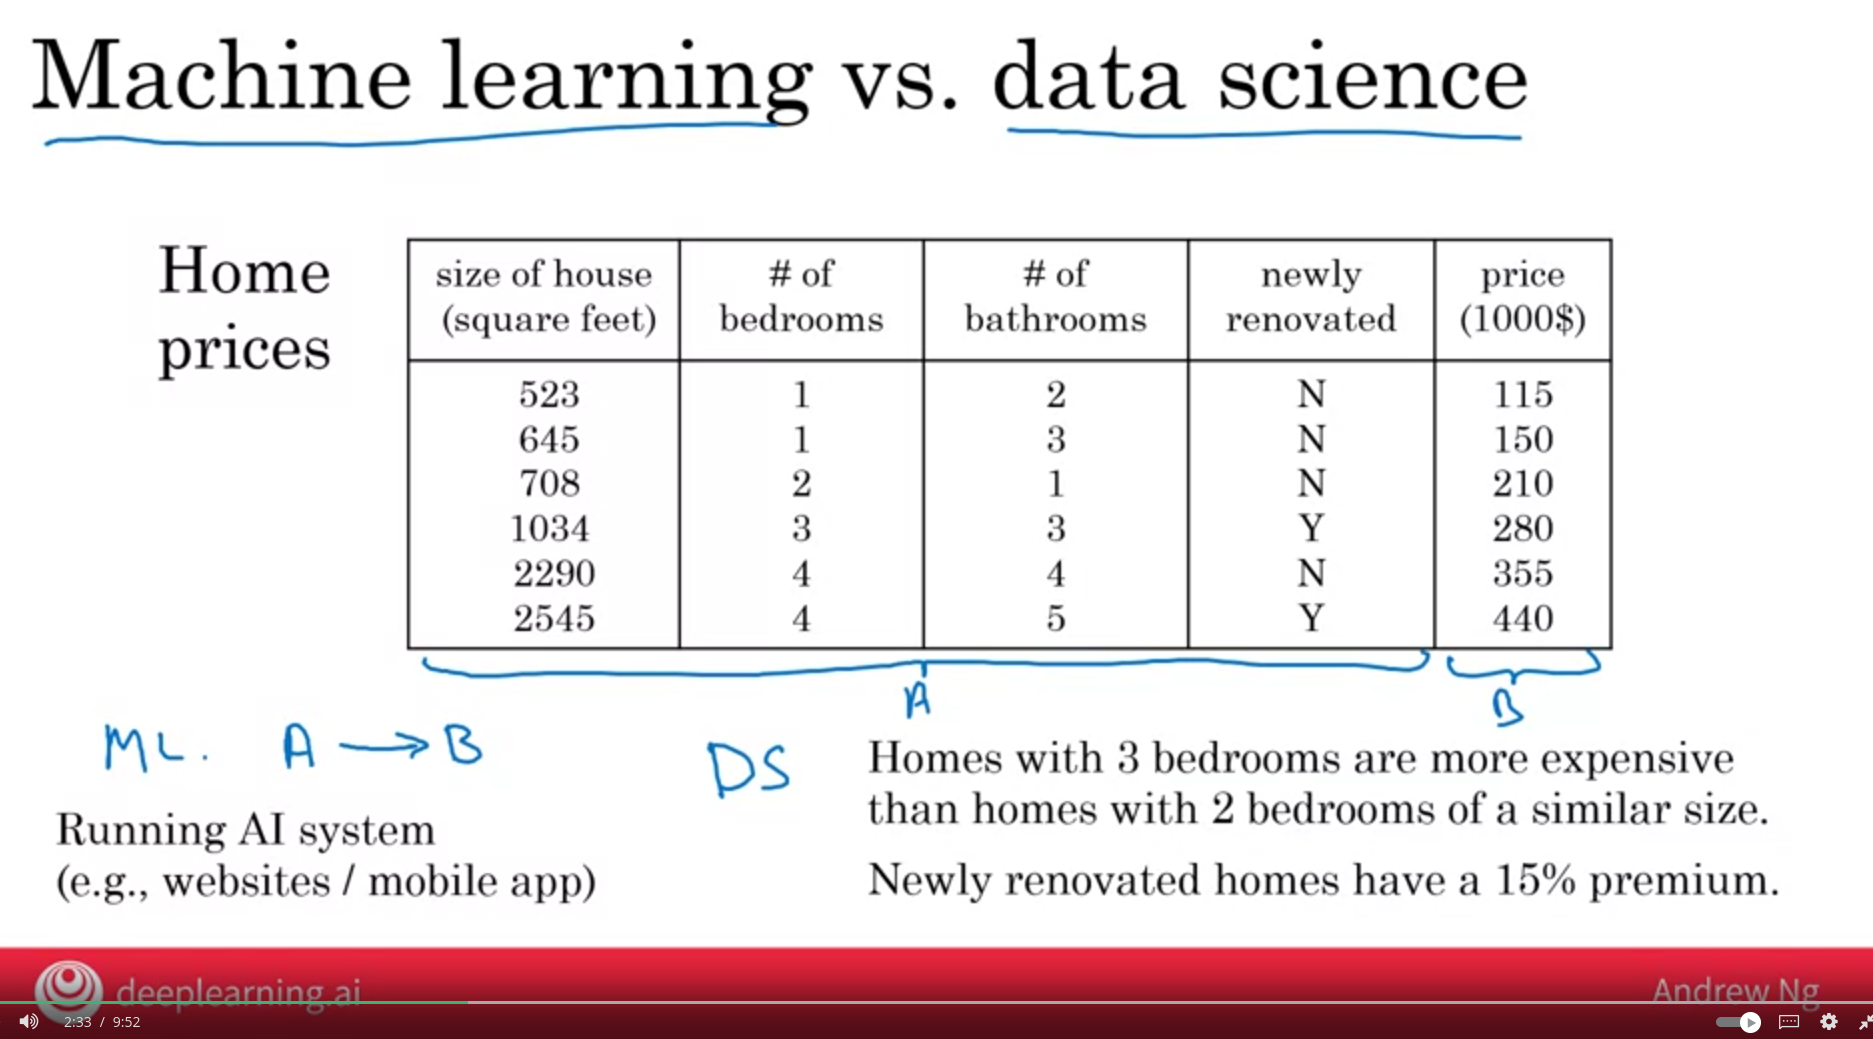 Machine learning vs. data science
Home
prices
size of house # of # of newly price
(square feet) bedrooms bathrooms renovated (1000$)
523 1 2 N 115
645 1 3 N 150
708 2 1 N 210
1034 3 3 Y 280
2290 4 4 N 355
2545 4 5 Y 440
A B
ML. A → B
Running AI system
(e.g., websites / mobile app)
DS
Homes with 3 bedrooms are more expensive
than homes with 2 bedrooms of a similar size.
Newly renovated homes have a 15% premium.
deeplearning.ai
Andrew Ng
2:33 / 9:52